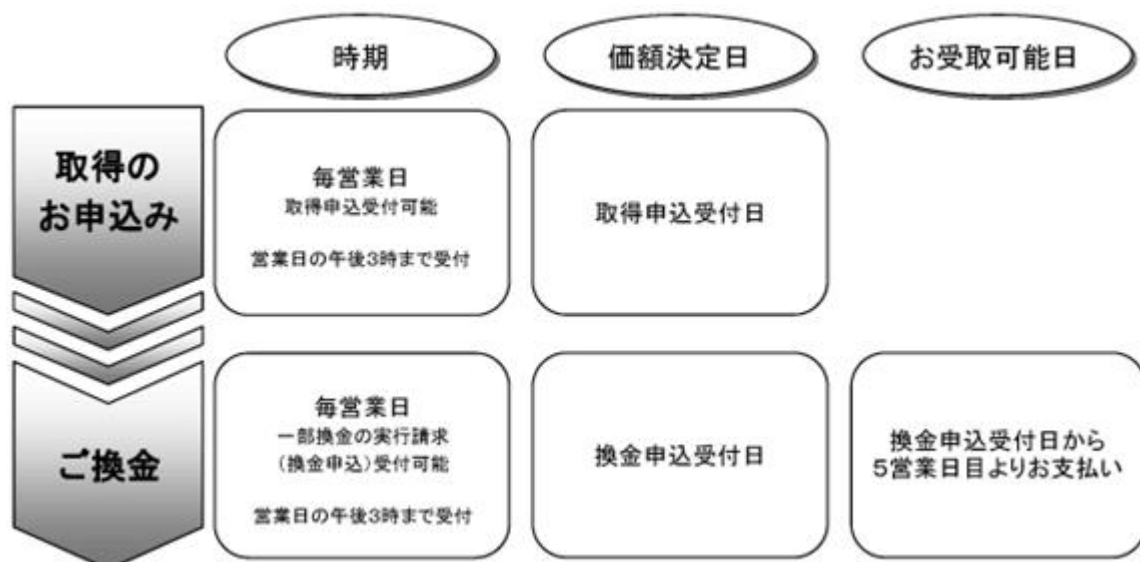 時期
価額決定日
お受取可能日
取得の
お申込み
毎営業日
取得申込受付可能
営業日の午後3時まで受付
取得申込受付日
ご換金
毎営業日
一部換金の実行請求
(換金申込)受付可能
営業日の午後3時まで受付
換金申込受付日
換金申込受付日から
5営業日目よりお支払い